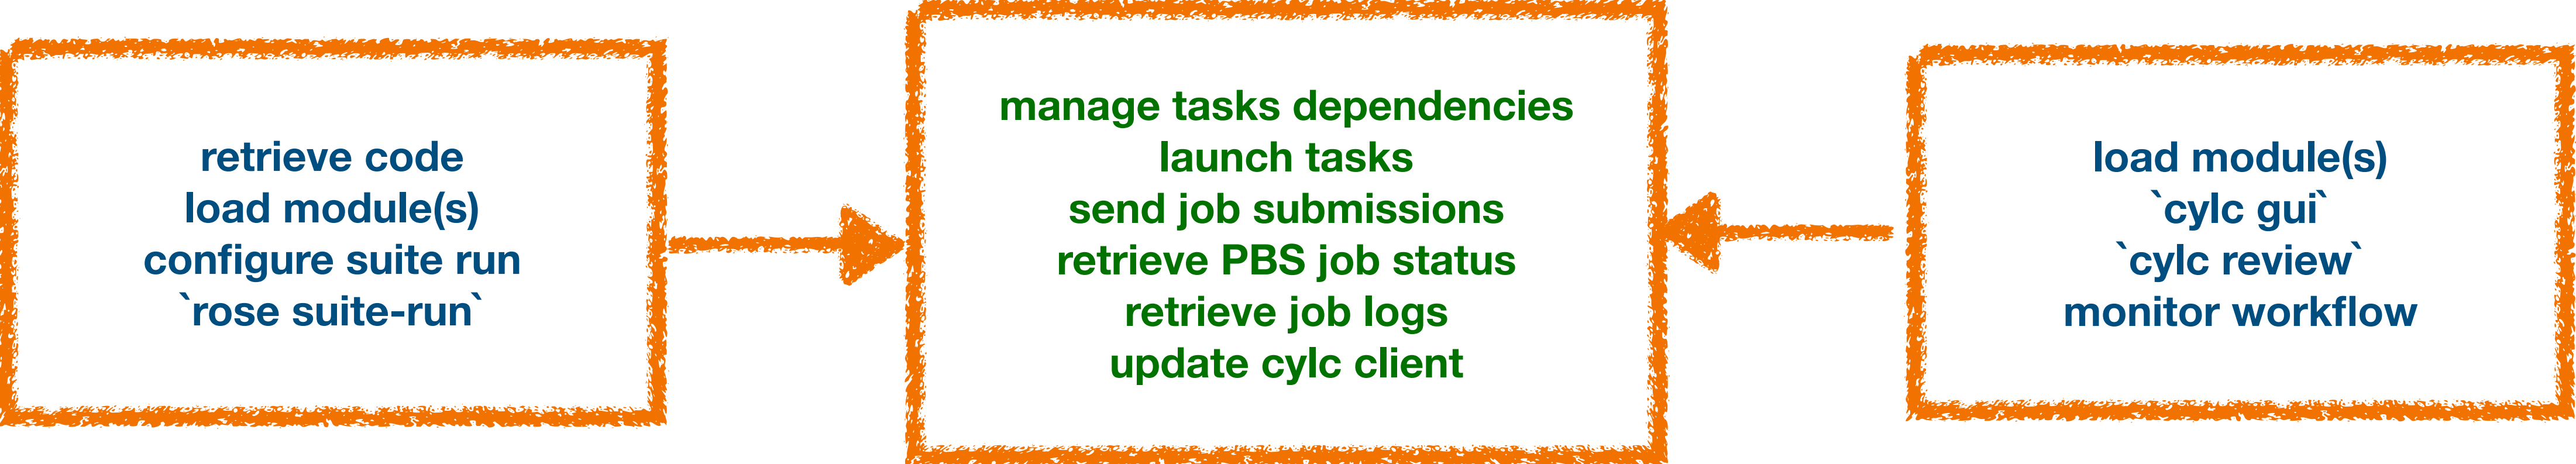 retrieve code
load module(s)
configure suite run
`rose suite-run`
manage tasks dependencies
launch tasks
send job submissions
retrieve PBS job status
retrieve job logs
update cylc client
load module(s)
`cylc gui`
`cylc review`
monitor workflow